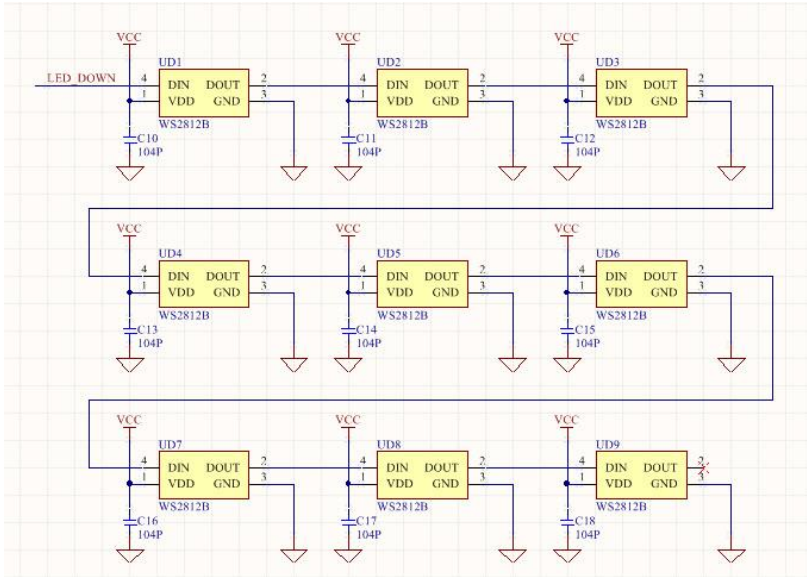 VCC VCC VCC
UD1 UD2 UD3
LED_DOWN 4 DIN DOUT 2 4 DIN DOUT 2 4 DIN DOUT 2
1 VDD GND 3 1 VDD GND 3 1 VDD GND 3
WS2812B WS2812B WS2812B
C10 C11 C12
104P 104P 104P
VCC VCC VCC
UD4 UD5 UD6
4 DIN DOUT 2 4 DIN DOUT 2 4 DIN DOUT 2
1 VDD GND 3 1 VDD GND 3 1 VDD GND 3
WS2812B WS2812B WS2812B
C13 C14 C15
104P 104P 104P
VCC VCC VCC
UD7 UD8 UD9
4 DIN DOUT 2 4 DIN DOUT 2 4 DIN DOUT 2
1 VDD GND 3 1 VDD GND 3 1 VDD GND 3
WS2812B WS2812B WS2812B
C16 C17 C18
104P 104P 104P